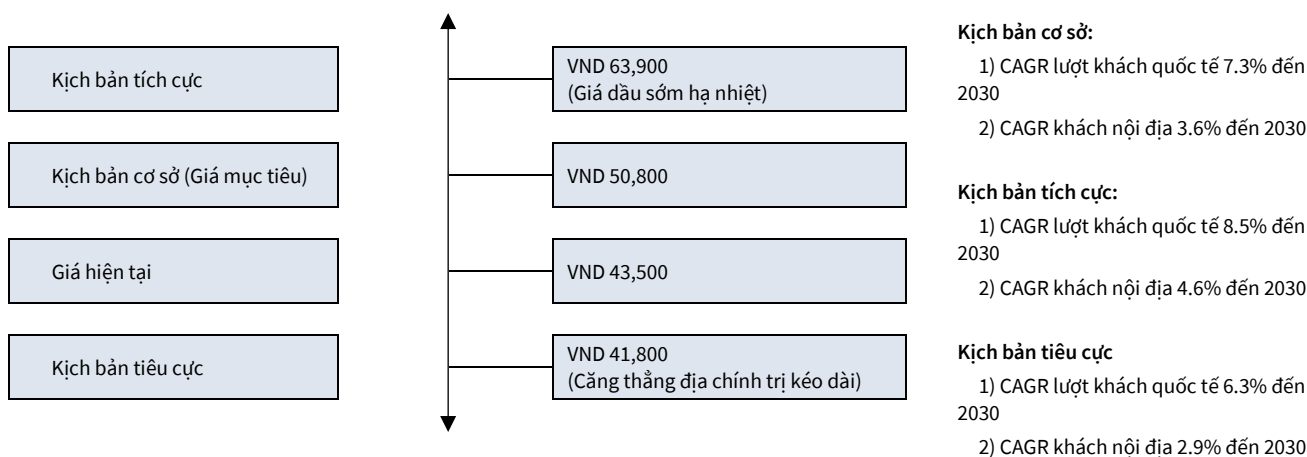 Kịch bản tích cực
VND 63,900
(Giá dầu sớm hạ nhiệt)
Kịch bản cơ sở (Giá mục tiêu)
VND 50,800
Giá hiện tại
VND 43,500
Kịch bản tiêu cực
VND 41,800
(Căng thẳng địa chính trị kéo dài)
Kịch bản cơ sở:
1) CAGR lượt khách quốc tế 7.3% đến
2030
2) CAGR khách nội địa 3.6% đến 2030
Kịch bản tích cực:
1) CAGR lượt khách quốc tế 8.5% đến
2030
2) CAGR khách nội địa 4.6% đến 2030
Kịch bản tiêu cực
1) CAGR lượt khách quốc tế 6.3% đến
2030
2) CAGR khách nội địa 2.9% đến 2030